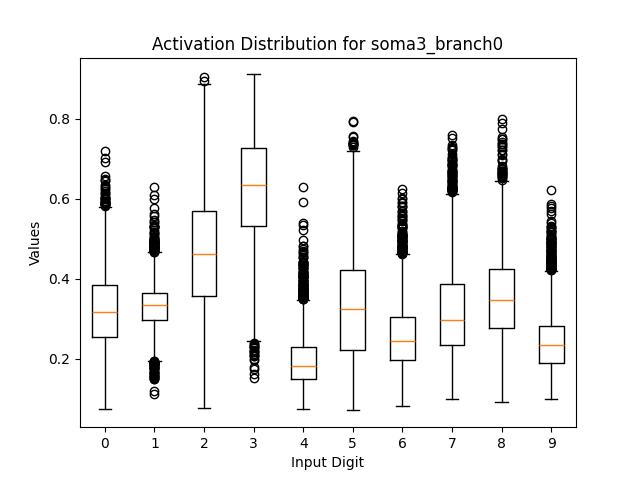 Activation Distribution for soma3_branch0
Values
0.8
0.6
0.4
0.2
0 1 2 3 4 5 6 7 8 9
Input Digit